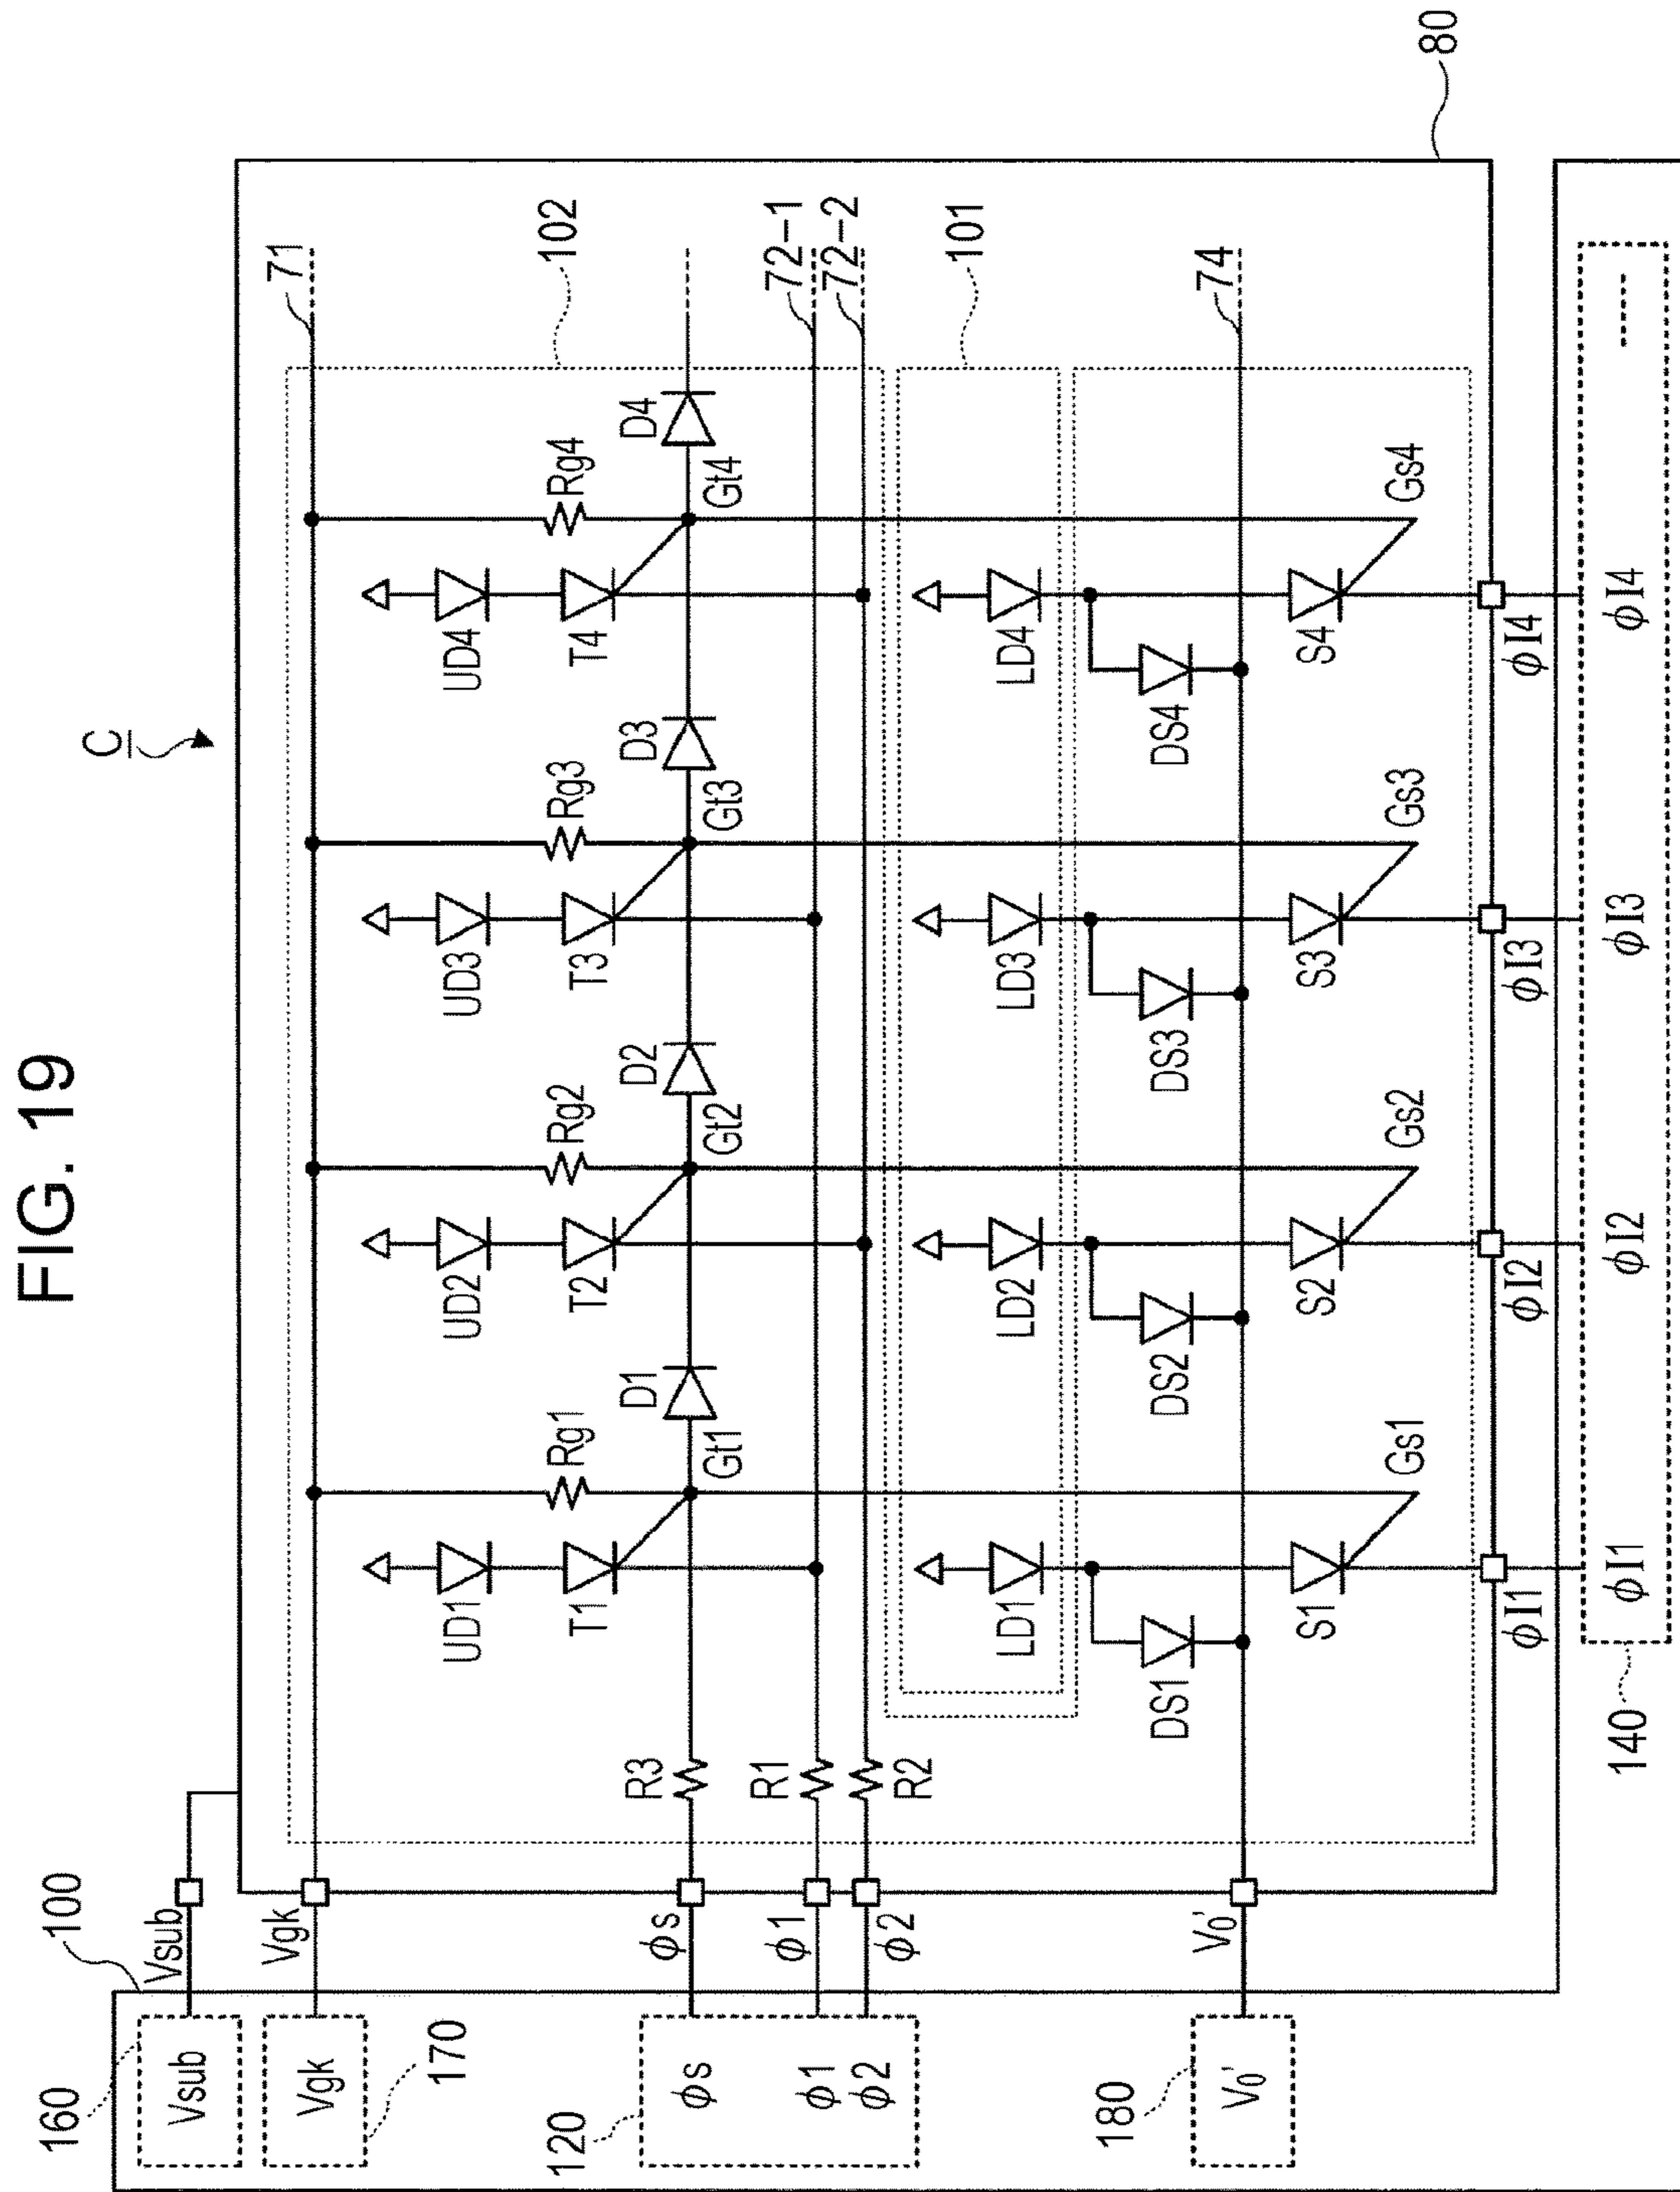 FIG. 19
C
80
100
160
Vsub
Vsub
Vgk
Vgk
170
71
102
UD1
UD2
UD3
UD4
Rg1
Rg2
Rg3
Rg4
T1
T2
T3
T4
D1
D2
D3
D4
120
ϕs
ϕs
R3
Gt1
Gt2
Gt3
Gt4
ϕ1
ϕ1
R1
72-1
ϕ2
ϕ2
R2
72-2
101
LD1
LD2
LD3
LD4
DS1
DS2
DS3
DS4
180
V0'
V0'
74
S1
S2
S3
S4
Gs1
Gs2
Gs3
Gs4
ϕI1
ϕI2
ϕI3
ϕI4
140
ϕI1
ϕI2
ϕI3
ϕI4